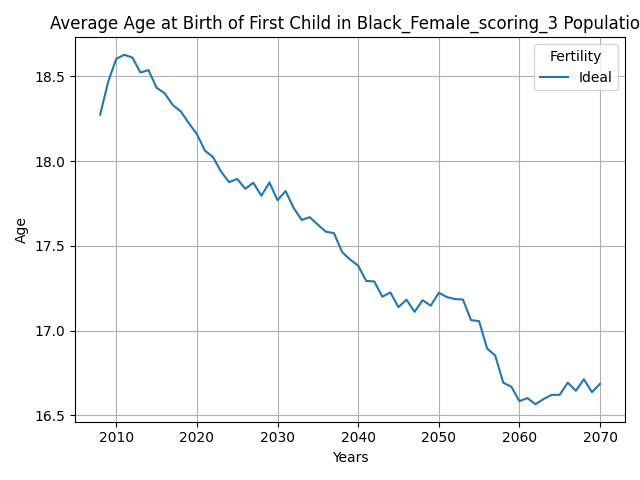 Average Age at Birth of First Child in Black_Female_scoring_3 Populatio
Fertility
Ideal
18.5
18.0
17.5
17.0
16.5
Age
2010 2020 2030 2040 2050 2060 2070
Years